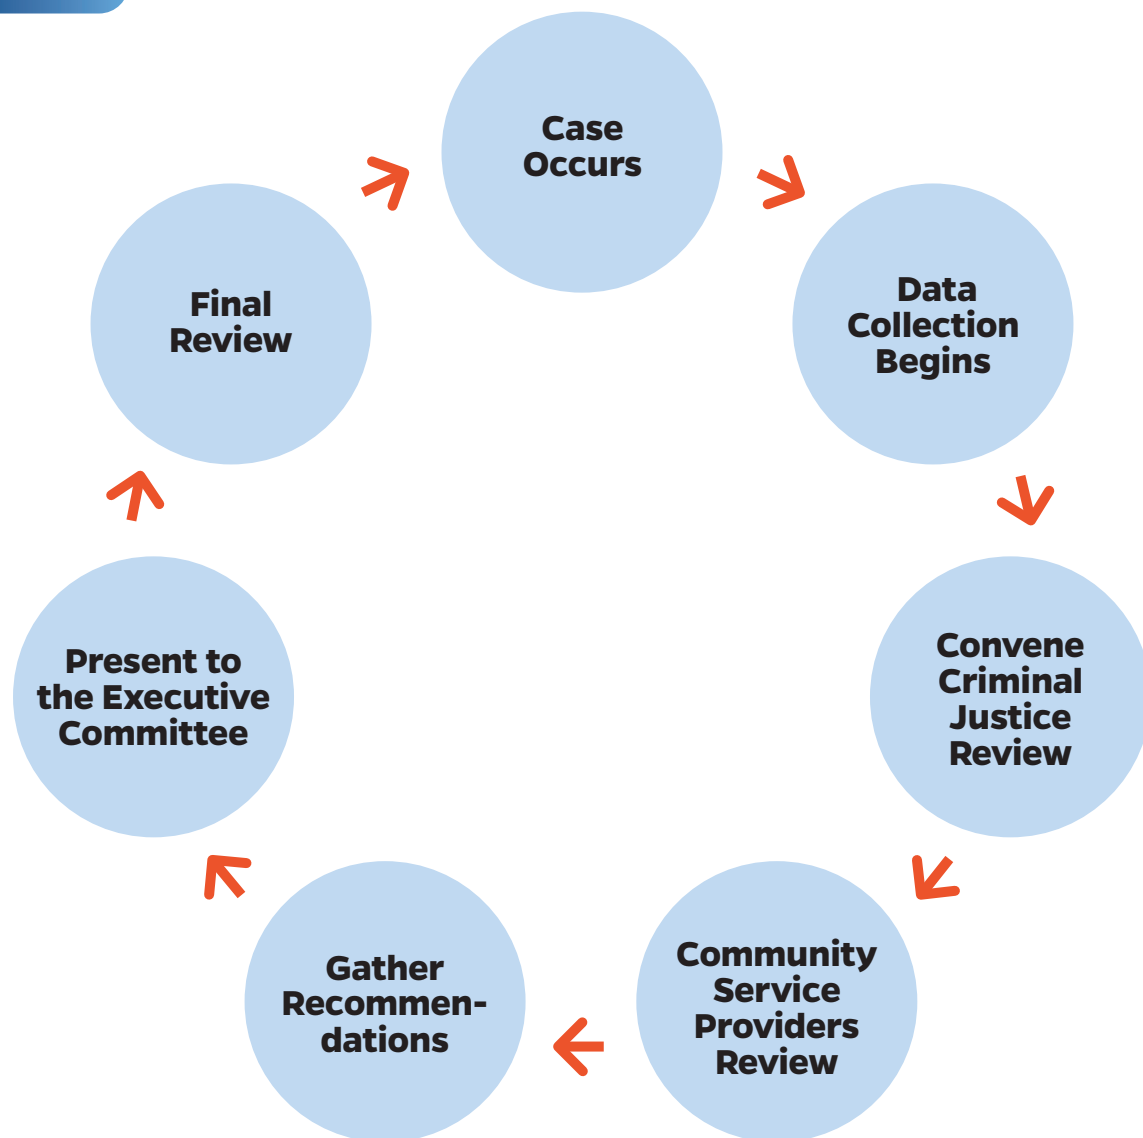 Case
Occurs
Data
Collection
Begins
Convene
Criminal
Justice
Review
Community
Service
Providers
Review
Gather
Recommen-
dations
Present to
the Executive
Committee
Final
Review